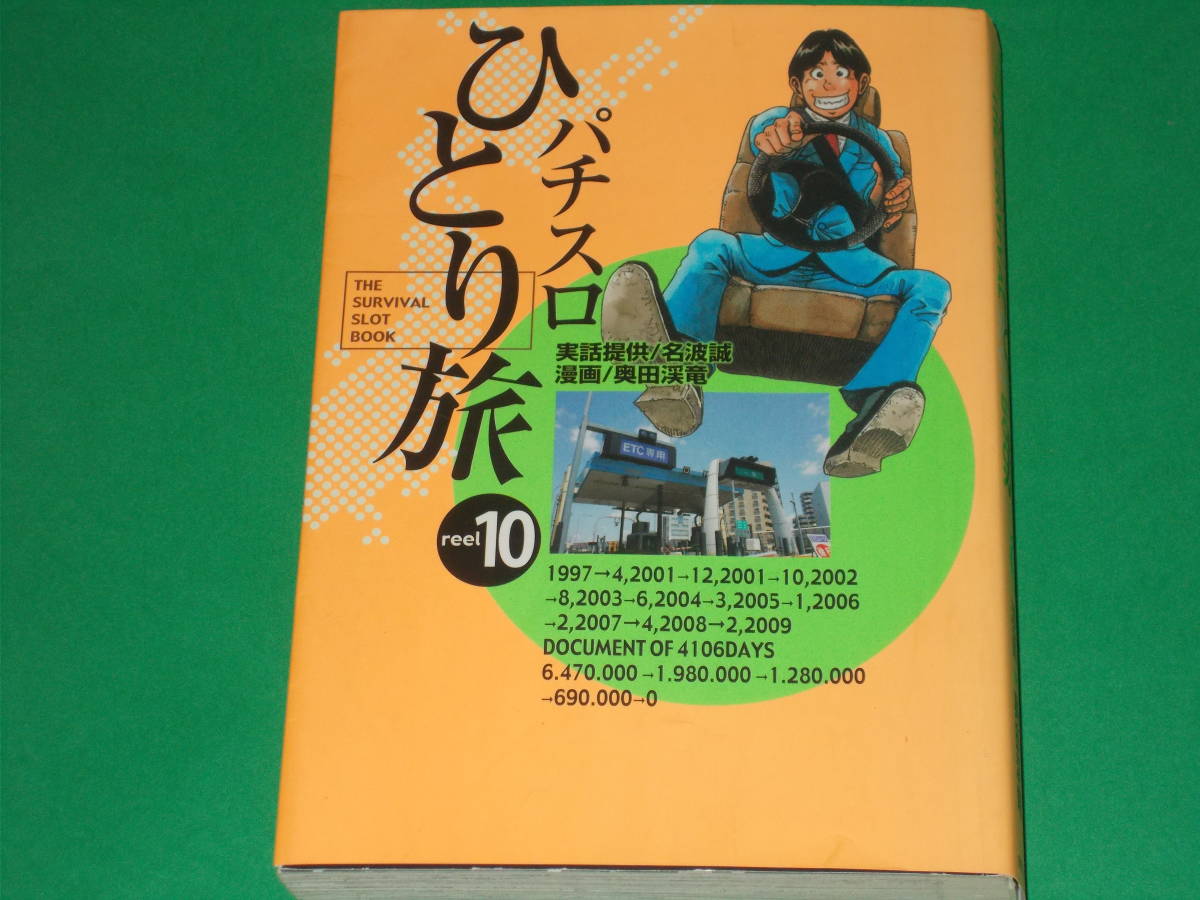 パチスロ
ひとり旅
THE
SURVIVAL
SLOT
BOOK
reel 10
実話提供/名波誠
漫画/奥田渓竜
ETC専用
1997→4,2001→12,2001→10,2002
→8,2003→6,2004→3,2005→1,2006
→2,2007→4,2008→2,2009
DOCUMENT OF 4106DAYS
6.470.000→1.980.000→1.280.000
→690.000→0